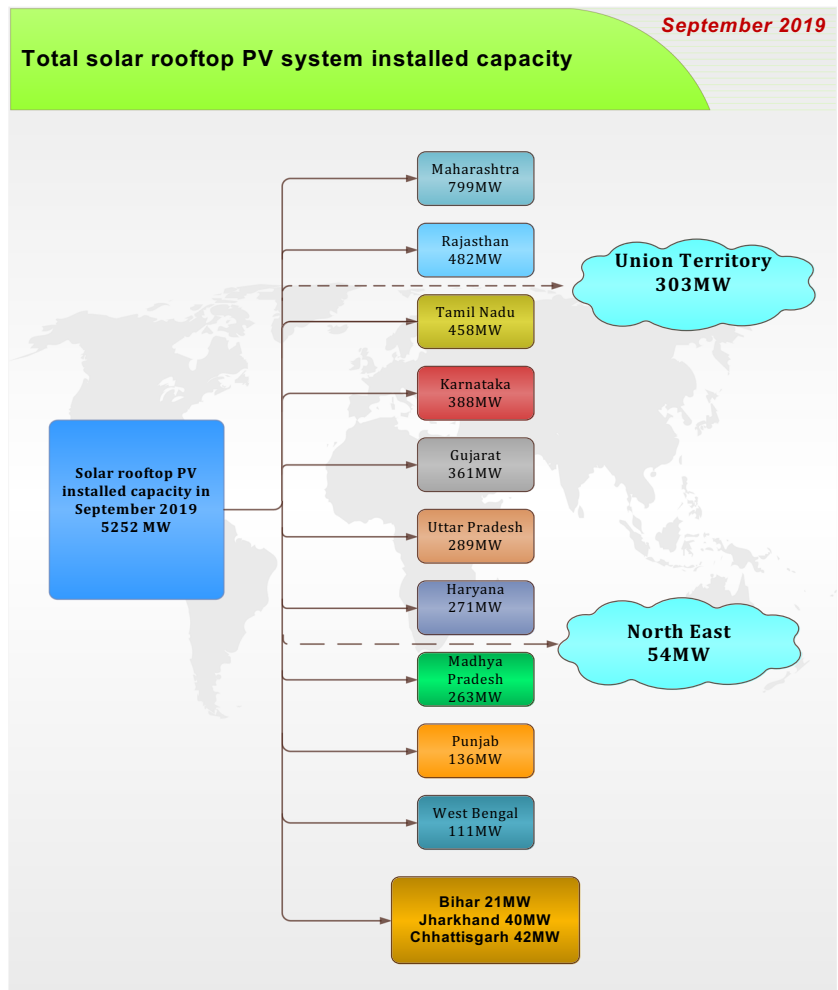 September 2019
Total solar rooftop PV system installed capacity
Maharashtra
799MW
Rajasthan
482MW
Union Territory
303MW
Tamil Nadu
458MW
Karnataka
388MW
Solar rooftop PV
installed capacity in
September 2019
5252 MW
Gujarat
361MW
Uttar Pradesh
289MW
Haryana
271MW
North East
54MW
Madhya
Pradesh
263MW
Punjab
136MW
West Bengal
111MW
Bihar 21MW
Jharkhand 40MW
Chhattisgarh 42MW